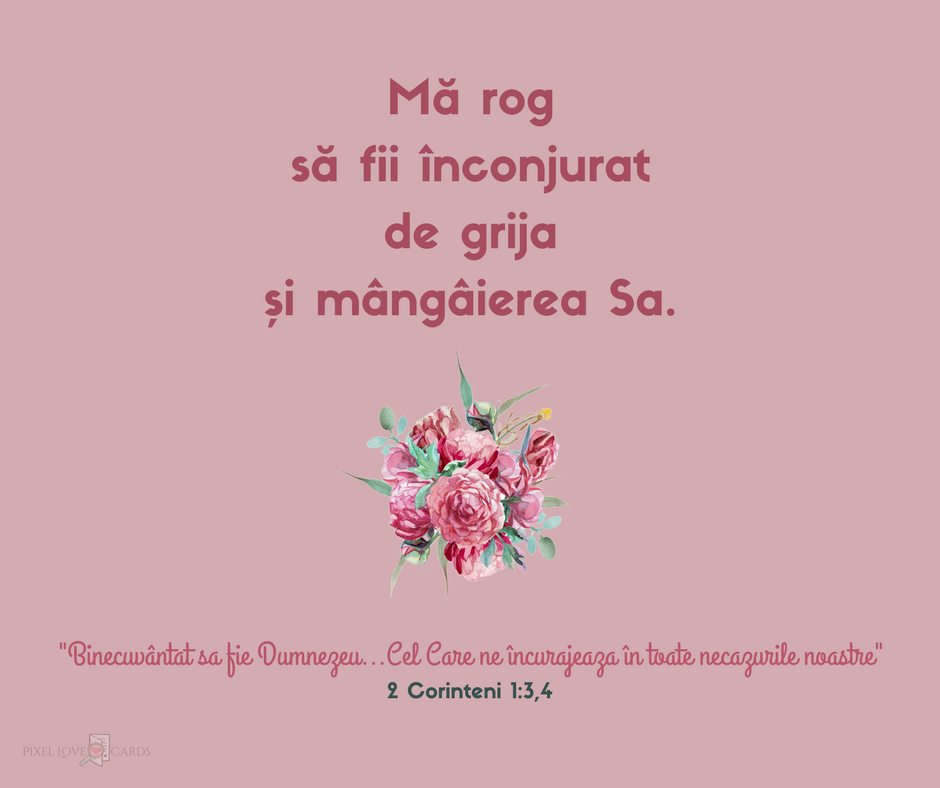 Mă rog
să fii înconjurat
de grija
și mângâierea Sa.
"Binecuvântat sa fie Dumnezeu...Cel Care ne încurajeaza în toate necazurile noastre"
2 Corinteni 1:3,4
PIXEL LOVE CARDS